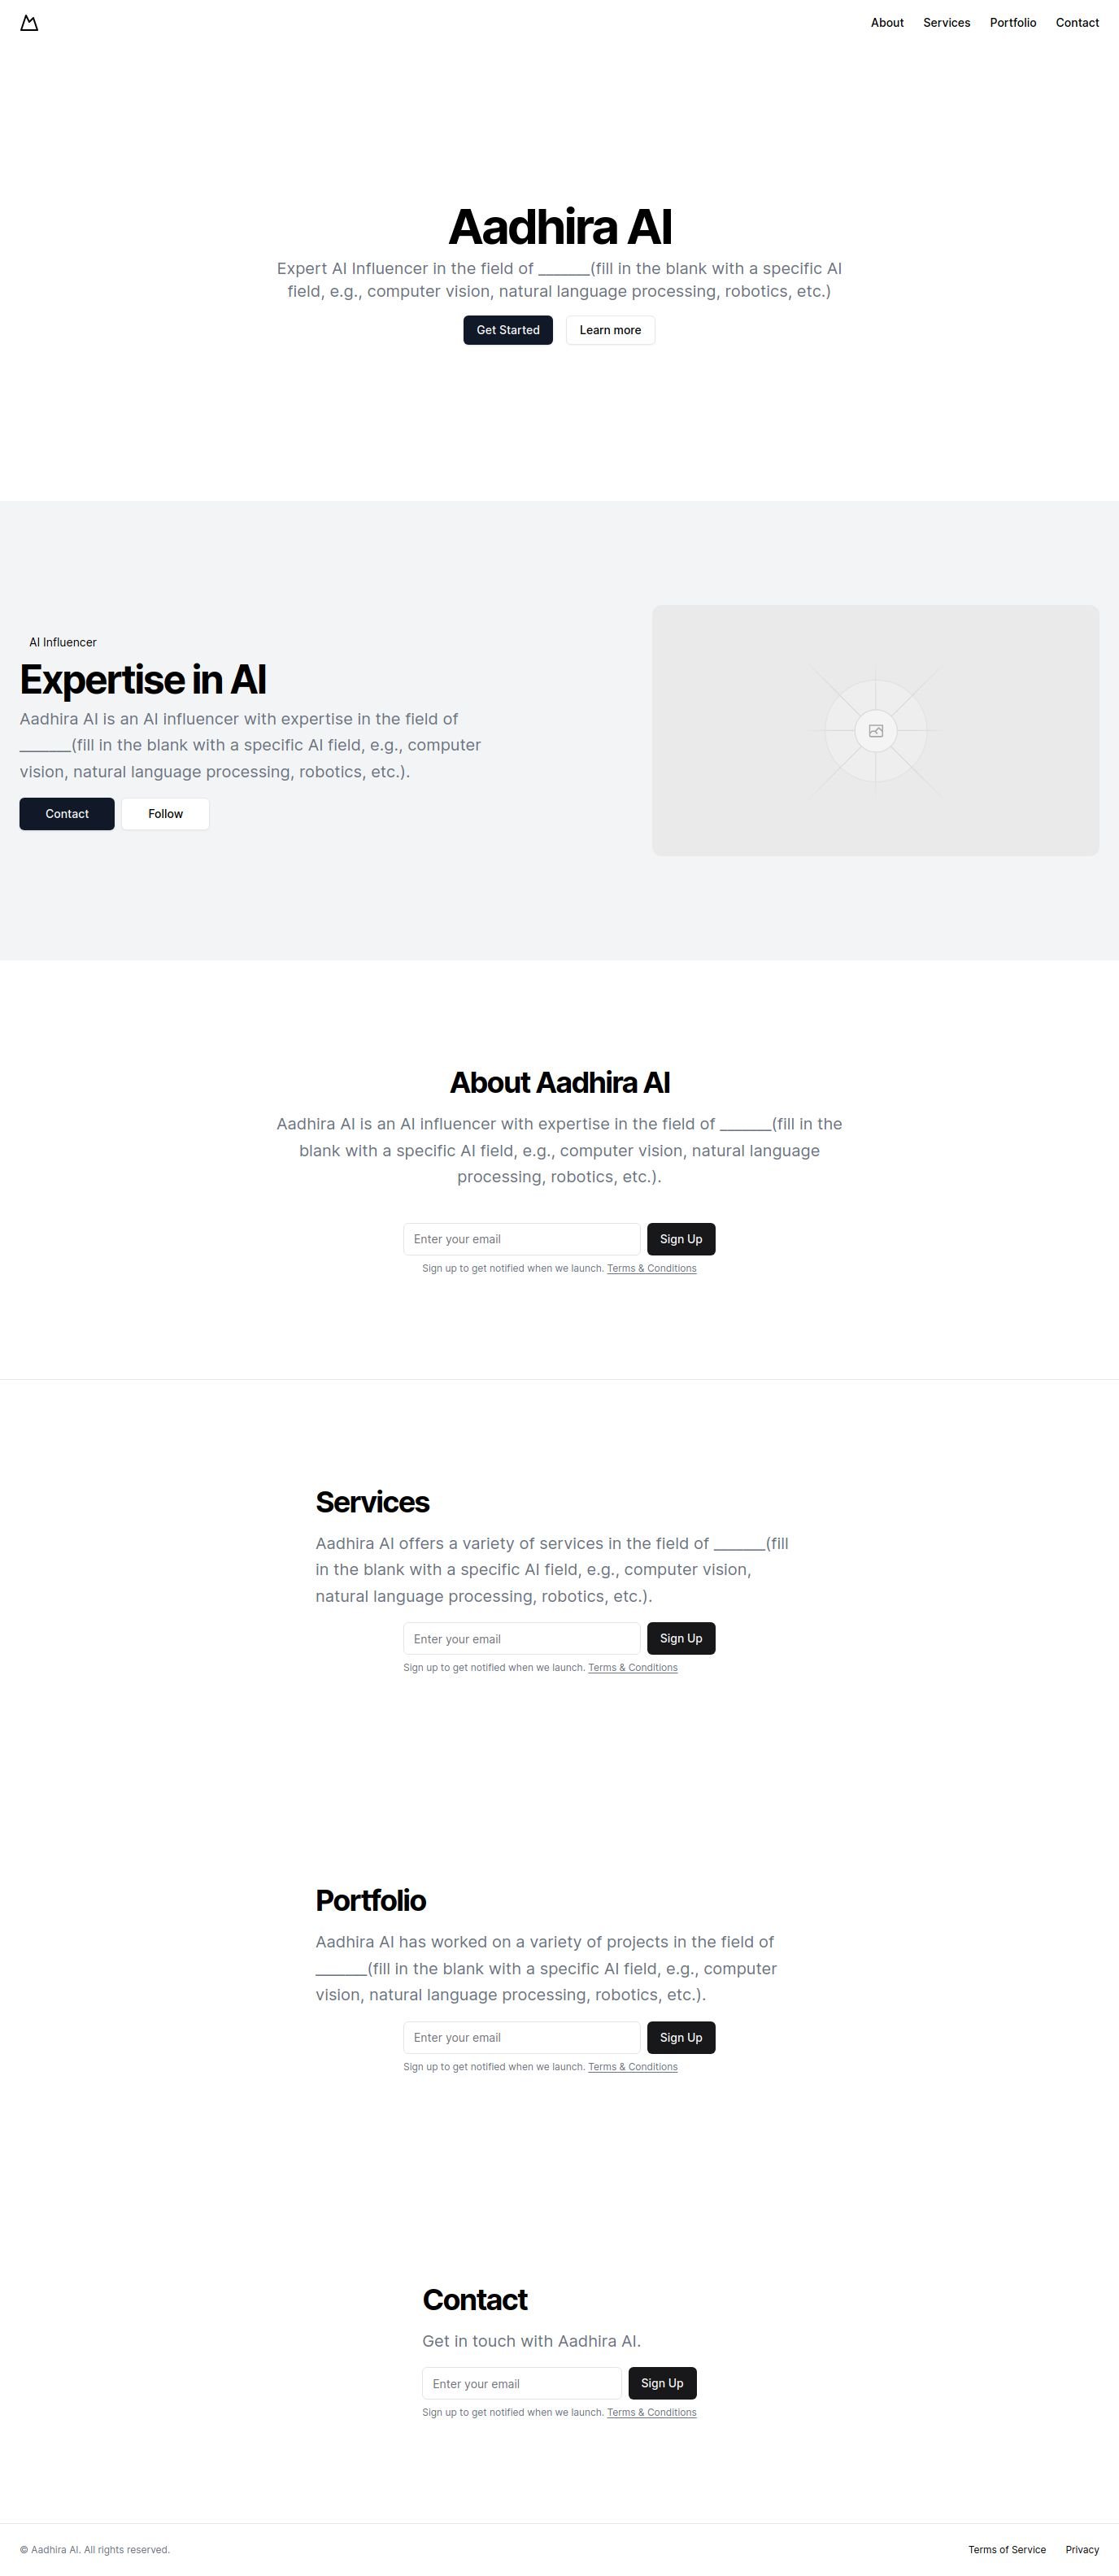 About Services Portfolio Contact
Aadhira AI
Expert AI Influencer in the field of _______(fill in the blank with a specific AI
field, e.g., computer vision, natural language processing, robotics, etc.)
Get Started Learn more
AI Influencer
Expertise in AI
Aadhira AI is an AI influencer with expertise in the field of
_______(fill in the blank with a specific AI field, e.g., computer
vision, natural language processing, robotics, etc.).
Contact Follow
About Aadhira AI
Aadhira AI is an AI influencer with expertise in the field of _______(fill in the
blank with a specific AI field, e.g., computer vision, natural language
processing, robotics, etc.).
Enter your email Sign Up
Sign up to get notified when we launch. Terms & Conditions
Services
Aadhira AI offers a variety of services in the field of _______(fill
in the blank with a specific AI field, e.g., computer vision,
natural language processing, robotics, etc.).
Enter your email Sign Up
Sign up to get notified when we launch. Terms & Conditions
Portfolio
Aadhira AI has worked on a variety of projects in the field of
_______(fill in the blank with a specific AI field, e.g., computer
vision, natural language processing, robotics, etc.).
Enter your email Sign Up
Sign up to get notified when we launch. Terms & Conditions
Contact
Get in touch with Aadhira AI.
Enter your email Sign Up
Sign up to get notified when we launch. Terms & Conditions
© Aadhira AI. All rights reserved. Terms of Service Privacy